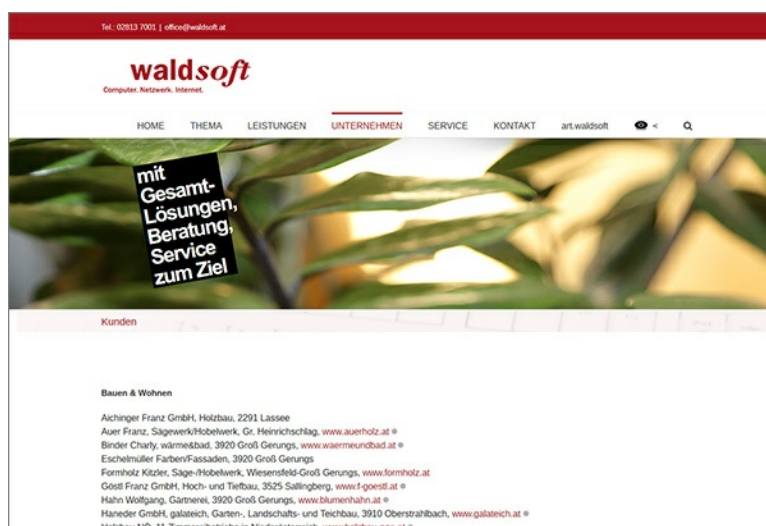 Tel.: 02813 7001 | office@waldsoft.at
waldsoft
Computer. Netzwerk. Internet.
HOME THEMA LEISTUNGEN UNTERNEHMEN SERVICE KONTAKT art.waldsoft <
mit
Gesamt-
Lösungen,
Beratung,
Service
zum Ziel
Kunden
Bauen & Wohnen
Aichinger Franz GmbH, Holzbau, 2291 Lassee
Auer Franz, Sägewerk/Hobelwerk, Gr. Heinrichschlag, www.auerholz.at
Binder Charly, wärme&bad, 3920 Groß Gerungs, www.waermeundbad.at
Eschelmüller Farben/Fassaden, 3920 Groß Gerungs
Formholz Kitzler, Säge-/Hobelwerk, Wiesensfeld-Groß Gerungs, www.formholz.at
Göstl Franz GmbH, Hoch- und Tiefbau, 3525 Sallingberg, www.f-goestl.at
Hahn Wolfgang, Gärtnerei, 3920 Groß Gerungs, www.blumenhahn.at
Haneder GmbH, galateich, Garten-, Landschafts- und Teichbau, 3910 Oberstrahlbach, www.galateich.at